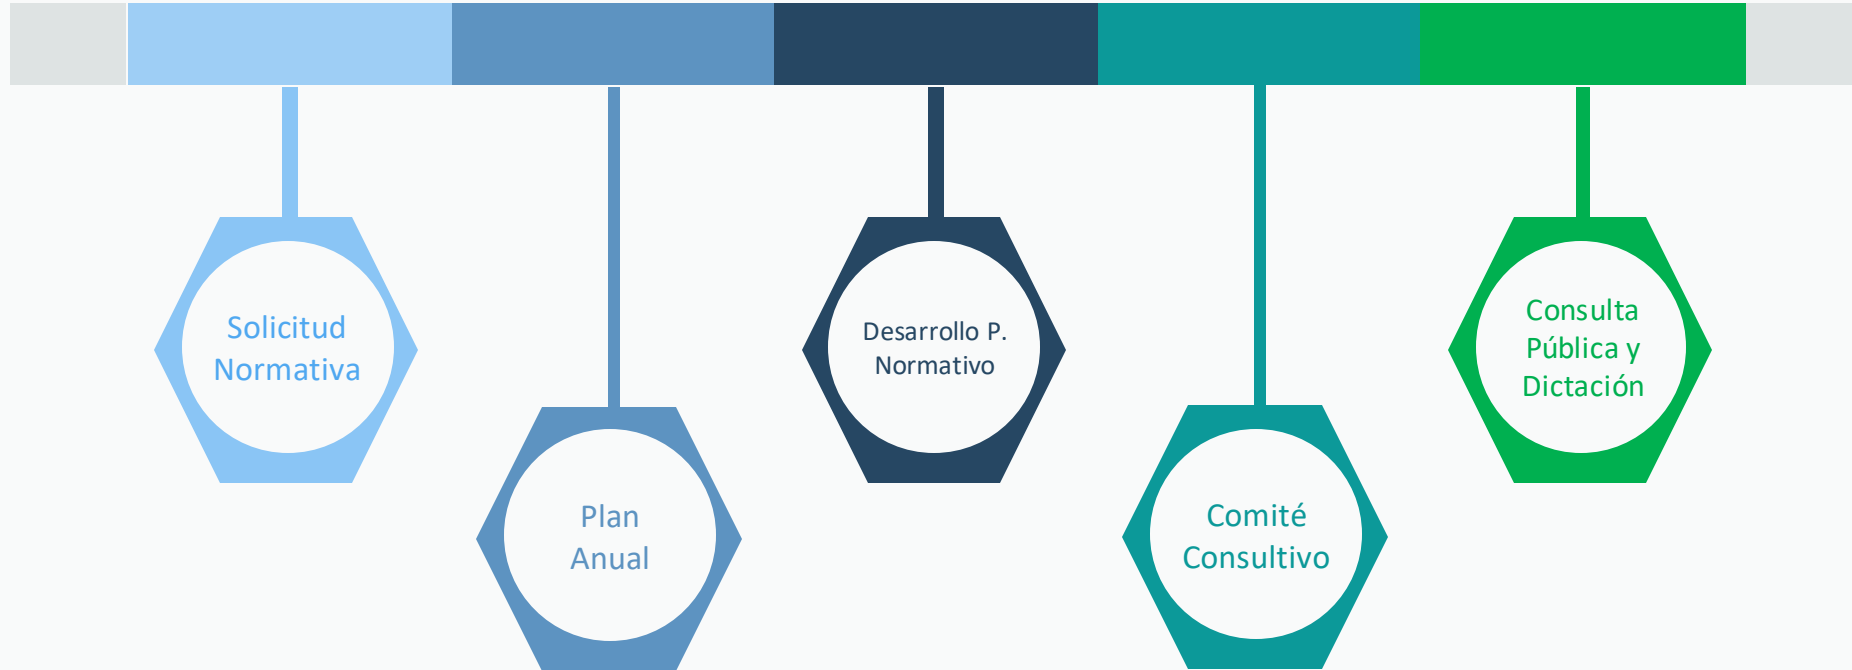 Solicitud
Normativa
Plan
Anual
Desarrollo P.
Normativo
Comité
Consultivo
Consulta
Pública y
Dictación